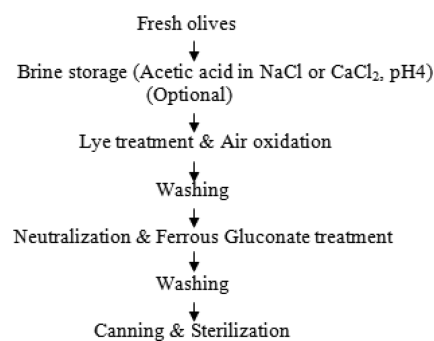 Fresh olives
Brine storage (Acetic acid in NaCl or CaCl₂, pH4)
(Optional)
Lye treatment & Air oxidation
Washing
Neutralization & Ferrous Gluconate treatment
Washing
Canning & Sterilization